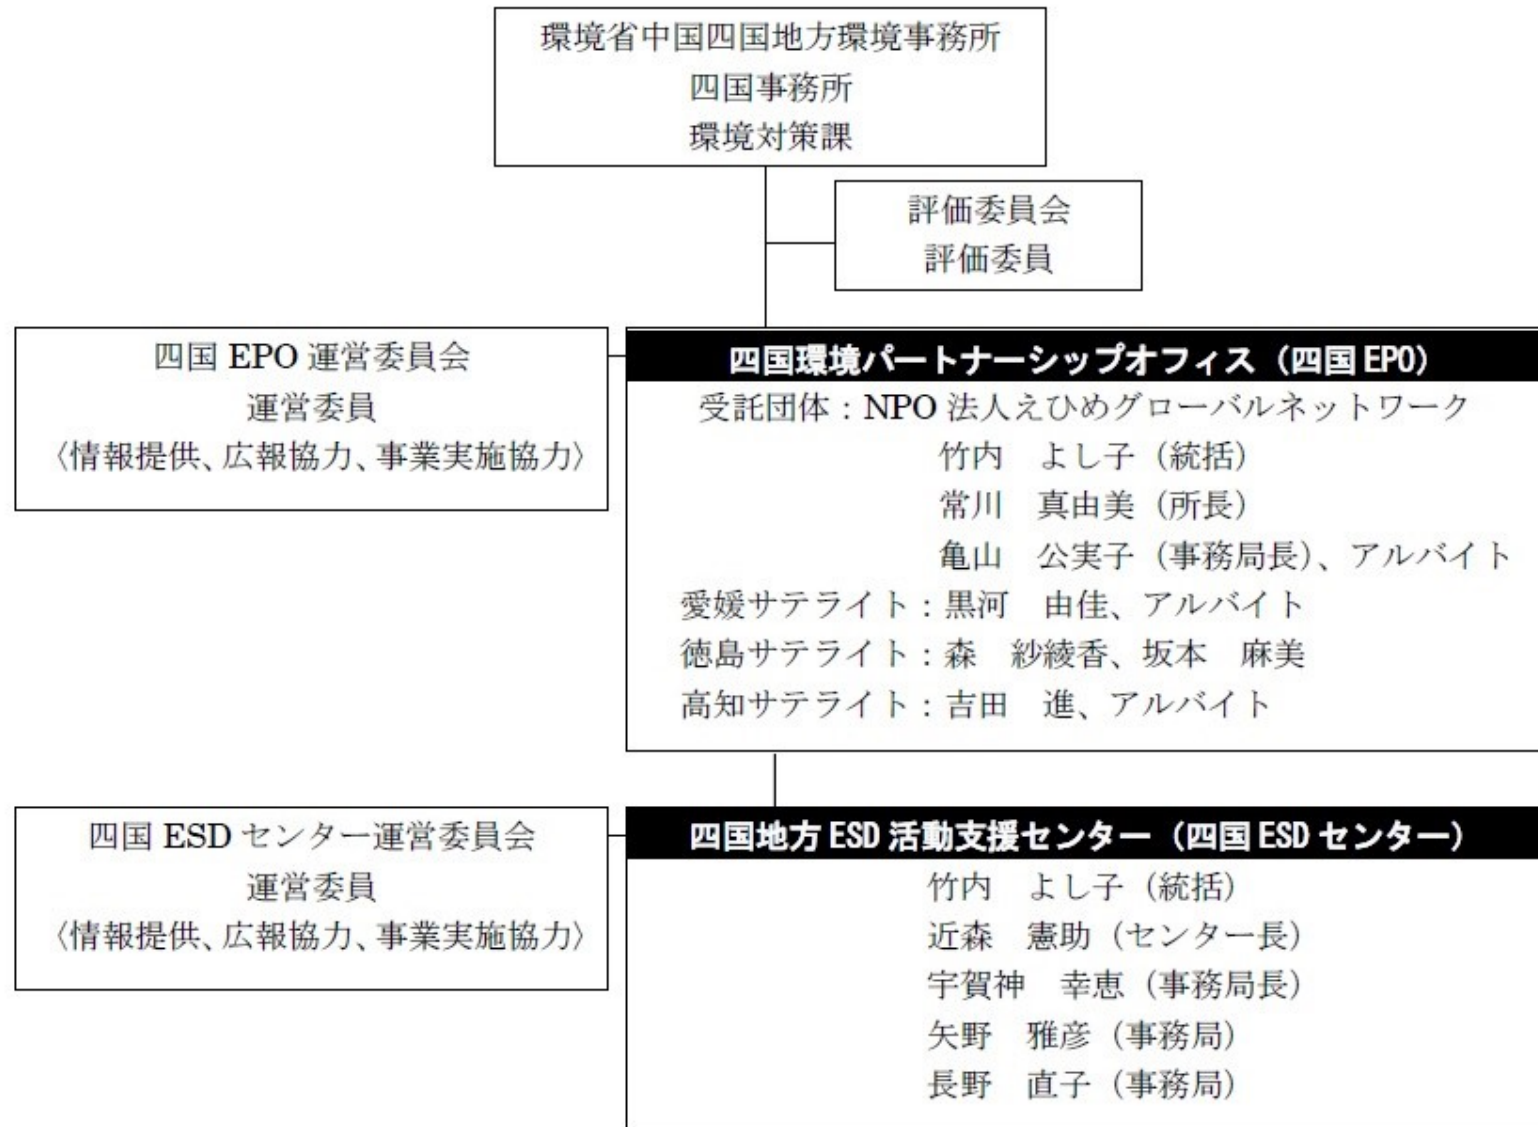 環境省中国四国地方環境事務所
四国事務所
環境対策課
評価委員会
評価委員
四国 EPO 運営委員会
運営委員
〈情報提供、広報協力、事業実施協力〉
四国環境パートナーシップオフィス（四国 EPO）
受託団体：NPO 法人えひめグローバルネットワーク
竹内　よし子（統括）
常川　真由美（所長）
亀山　公実子（事務局長）、アルバイト
愛媛サテライト：黒河　由佳、アルバイト
徳島サテライト：森　紗綾香、坂本　麻美
高知サテライト：吉田　進、アルバイト
四国 ESD センター運営委員会
運営委員
〈情報提供、広報協力、事業実施協力〉
四国地方 ESD 活動支援センター（四国 ESD センター）
竹内　よし子（統括）
近森　憲助（センター長）
宇賀神　幸恵（事務局長）
矢野　雅彦（事務局）
長野　直子（事務局）